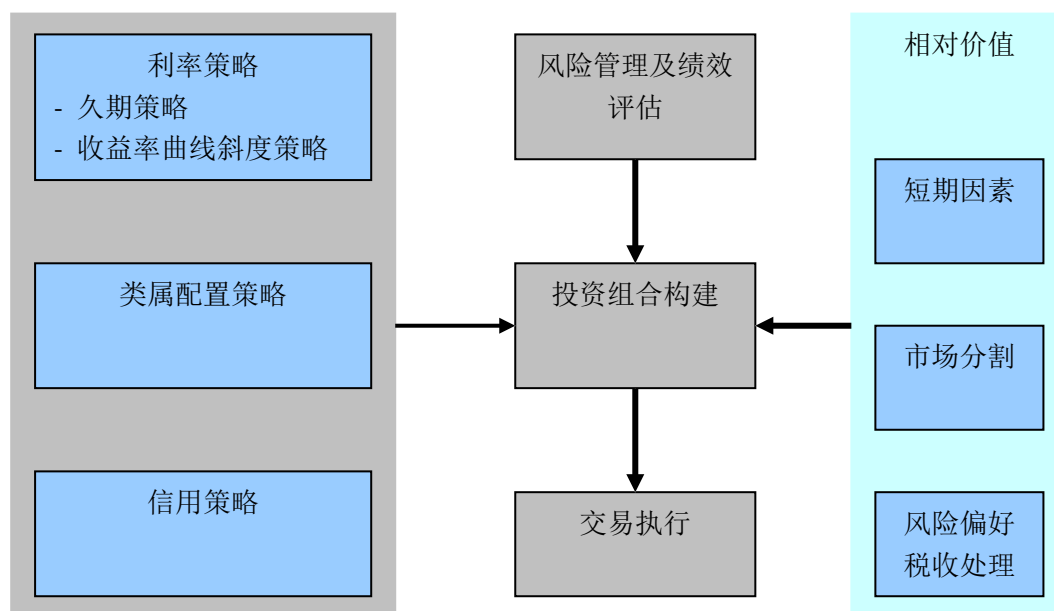 利率策略
- 久期策略
- 收益率曲线斜度策略
类属配置策略
信用策略
风险管理及绩效
评估
投资组合构建
交易执行
相对价值
短期因素
市场分割
风险偏好
税收处理